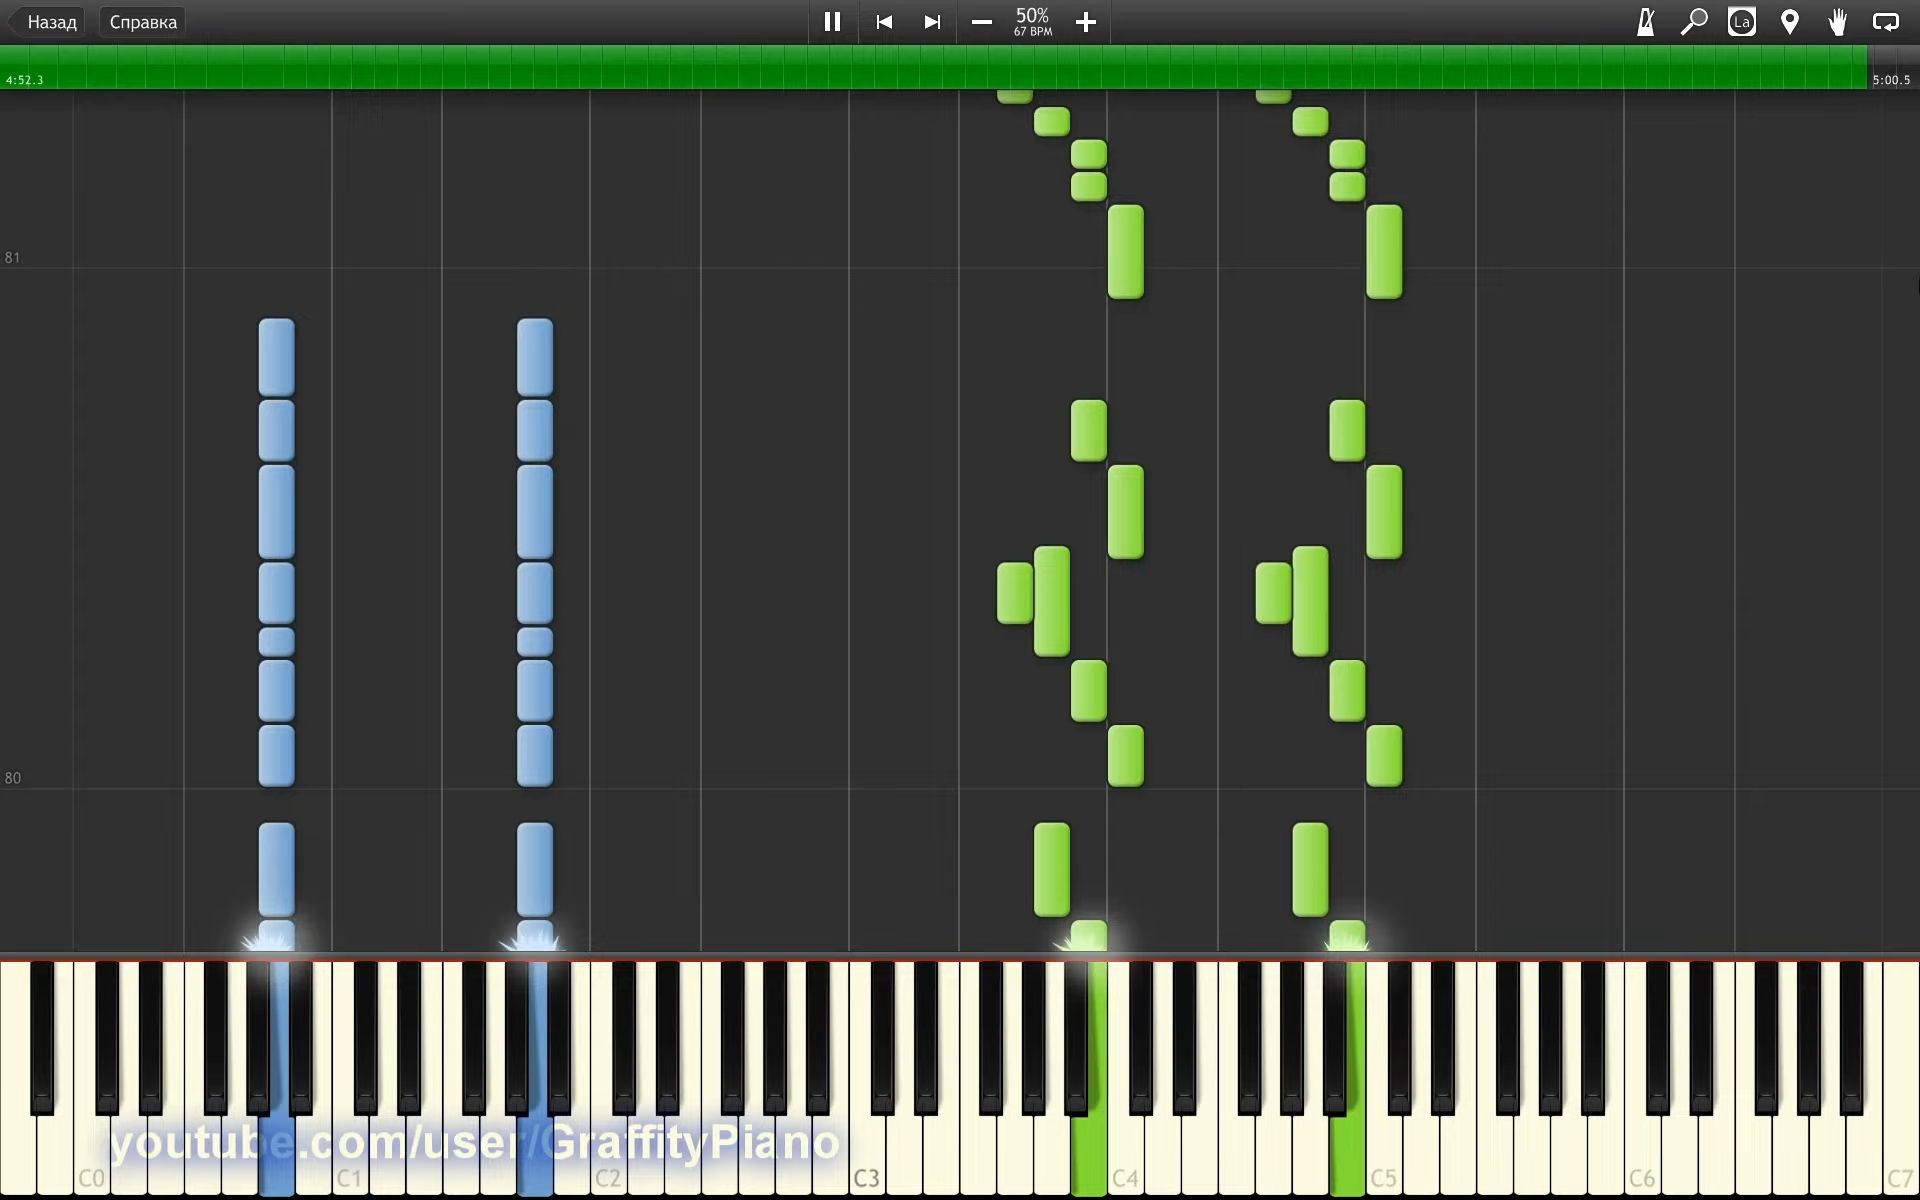 Назад
Справка
50%
67 BPM
La
4:52.3
5:00.5
81
80
youtube.com/user/GraffityPiano
C0
C1
C2
C3
C4
C5
C6
C7